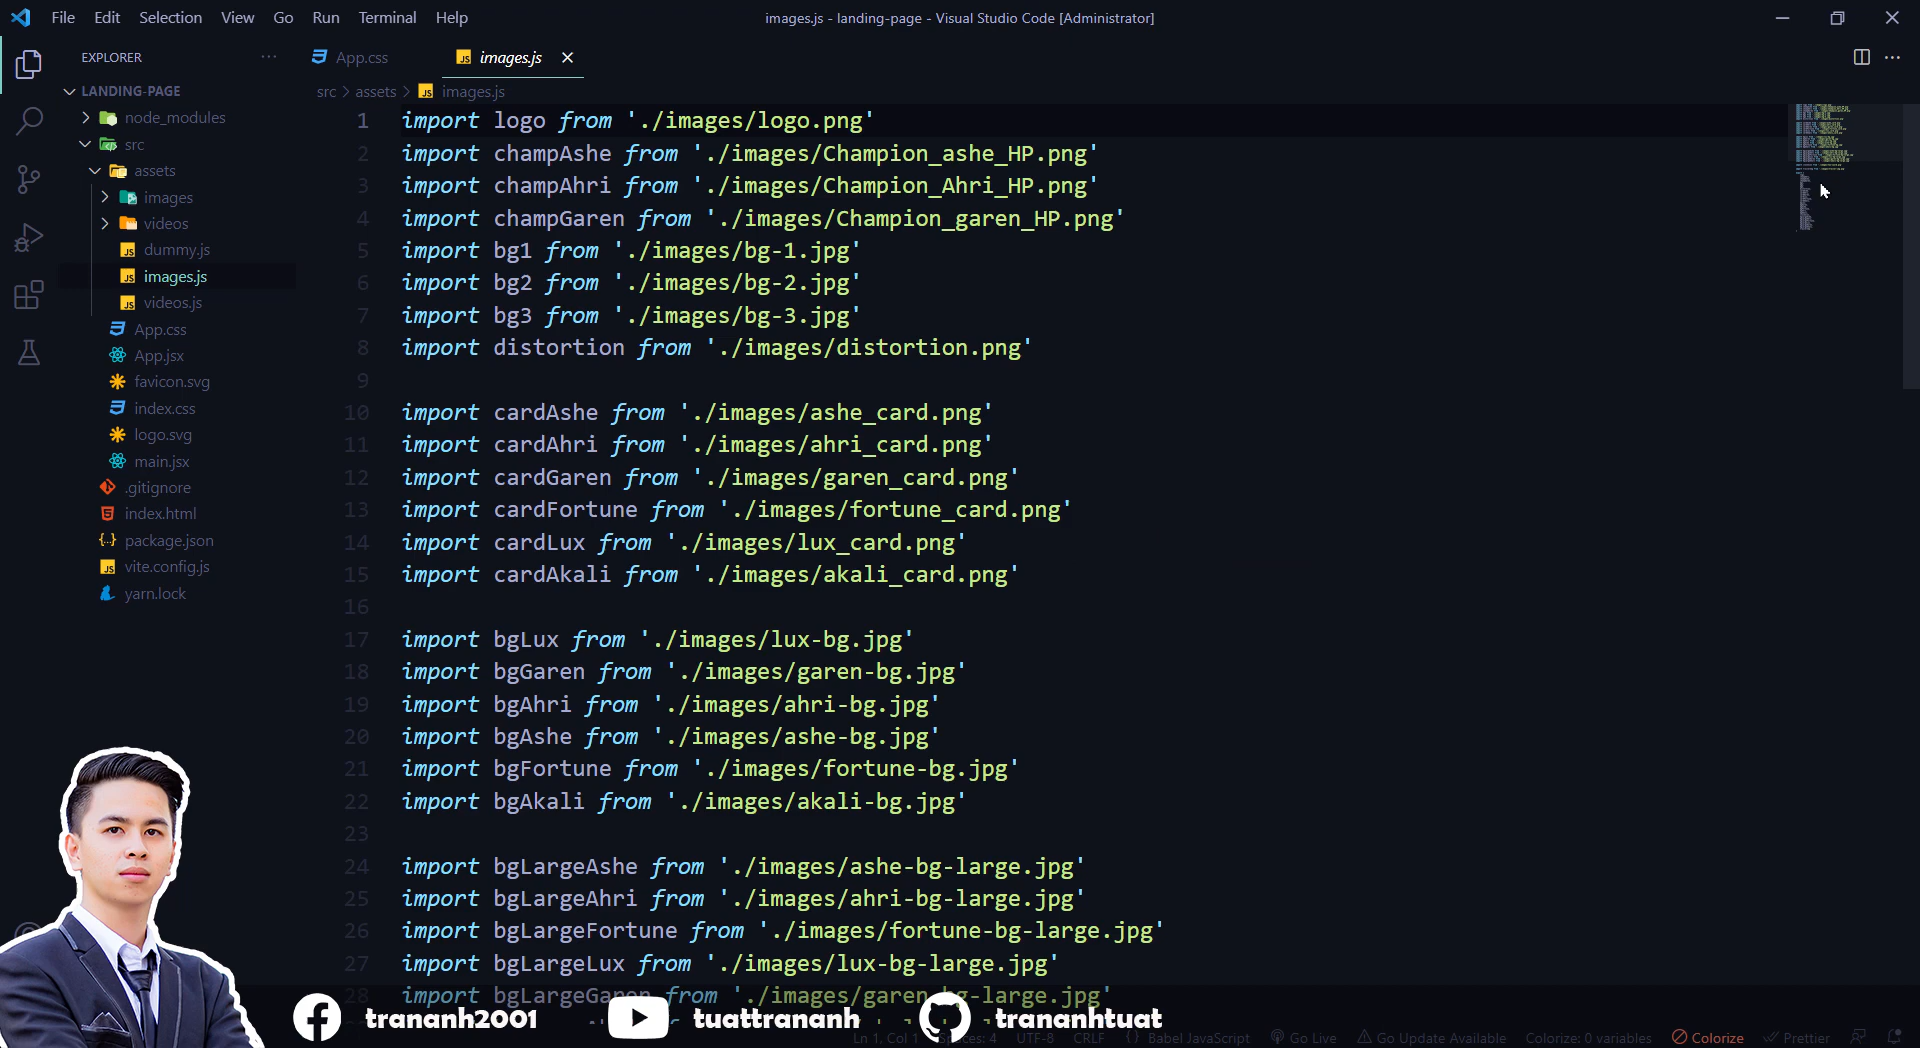 File Edit Selection View Go Run Terminal Help
images.js - landing-page - Visual Studio Code [Administrator]
EXPLORER
App.css
images.js
LANDING-PAGE
node_modules
src
assets
images
videos
dummy.js
images.js
videos.js
App.css
App.jsx
favicon.svg
index.css
logo.svg
main.jsx
.gitignore
index.html
package.json
vite.config.js
yarn.lock
src > assets > images.js
1 import logo from './images/logo.png'
2 import champAshe from './images/Champion_ashe_HP.png'
3 import champAhri from './images/Champion_Ahri_HP.png'
4 import champGaren from './images/Champion_garen_HP.png'
5 import bg1 from './images/bg-1.jpg'
6 import bg2 from './images/bg-2.jpg'
7 import bg3 from './images/bg-3.jpg'
8 import distortion from './images/distortion.png'
9
10 import cardAshe from './images/ashe_card.png'
11 import cardAhri from './images/ahri_card.png'
12 import cardGaren from './images/garen_card.png'
13 import cardFortune from './images/fortune_card.png'
14 import cardLux from './images/lux_card.png'
15 import cardAkali from './images/akali_card.png'
16
17 import bgLux from './images/lux-bg.jpg'
18 import bgGaren from './images/garen-bg.jpg'
19 import bgAhri from './images/ahri-bg.jpg'
20 import bgAshe from './images/ashe-bg.jpg'
21 import bgFortune from './images/fortune-bg.jpg'
22 import bgAkali from './images/akali-bg.jpg'
23
24 import bgLargeAshe from './images/ashe-bg-large.jpg'
25 import bgLargeAhri from './images/ahri-bg-large.jpg'
26 import bgLargeFortune from './images/fortune-bg-large.jpg'
27 import bgLargeLux from './images/lux-bg-large.jpg'
28 import bgLargeGaren from './images/garen-bg-large.jpg'
trananh2001 tuattrananh trananhtuat
Ln 1, Col 1 Spaces: 4 UTF-8 CRLF Babel JavaScript Go Live Go Update Available Colorize: 0 variables Colorize Prettier